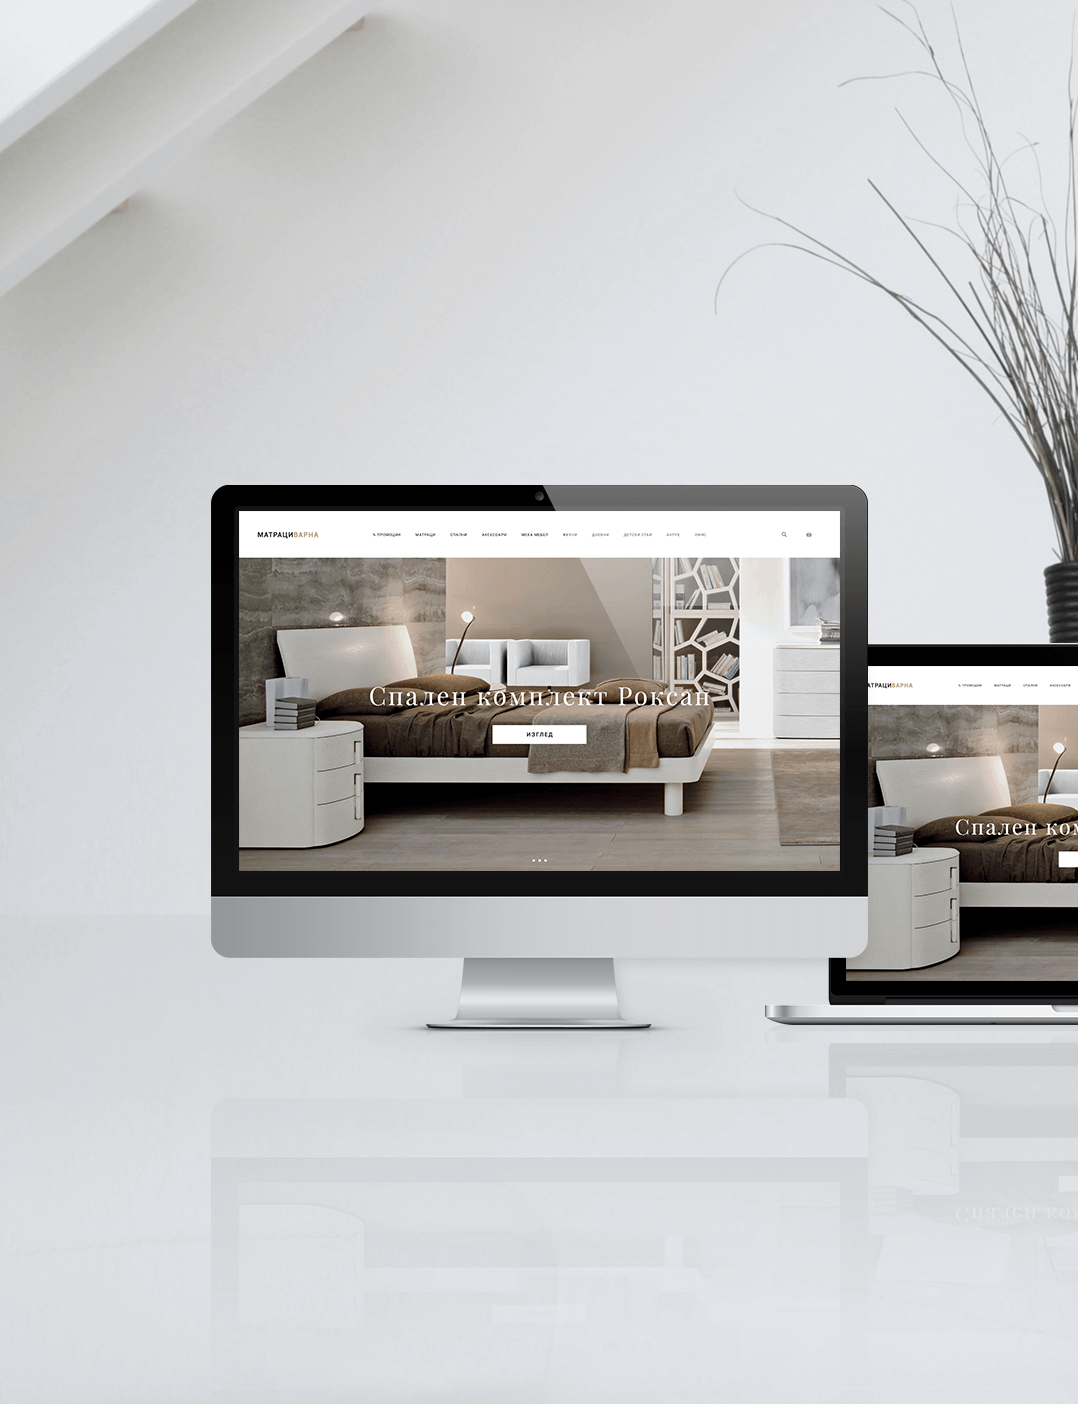 МАТРАЦИВАРНА
% ПРОМОЦИИ МАТРАЦИ СПАЛНИ АКСЕСОАРИ МЕКА МЕБЕЛ КУХНИ ДНЕВНИ ДЕТСКИ СТАИ АНТРЕ ОФИС
Спален комплект Роксан
ИЗГЛЕД
АТРАЦИВАРНА
% ПРОМОЦИИ МАТРАЦИ СПАЛНИ АКСЕСОАРИ
Спален ком